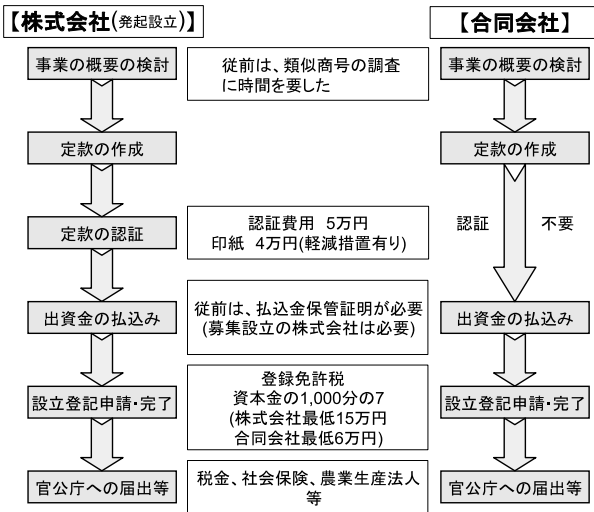 【株式会社(発起設立)】
事業の概要の検討
定款の作成
定款の認証
出資金の払込み
設立登記申請・完了
官公庁への届出等
従前は、類似商号の調査
に時間を要した
認証費用 5万円
印紙 4万円(軽減措置有り)
従前は、払込金保管証明が必要
(募集設立の株式会社は必要)
登録免許税
資本金の1,000分の7
(株式会社最低15万円
合同会社最低6万円)
税金、社会保険、農業生産法人
等
【合同会社】
事業の概要の検討
定款の作成
認証 不要
出資金の払込み
設立登記申請・完了
官公庁への届出等